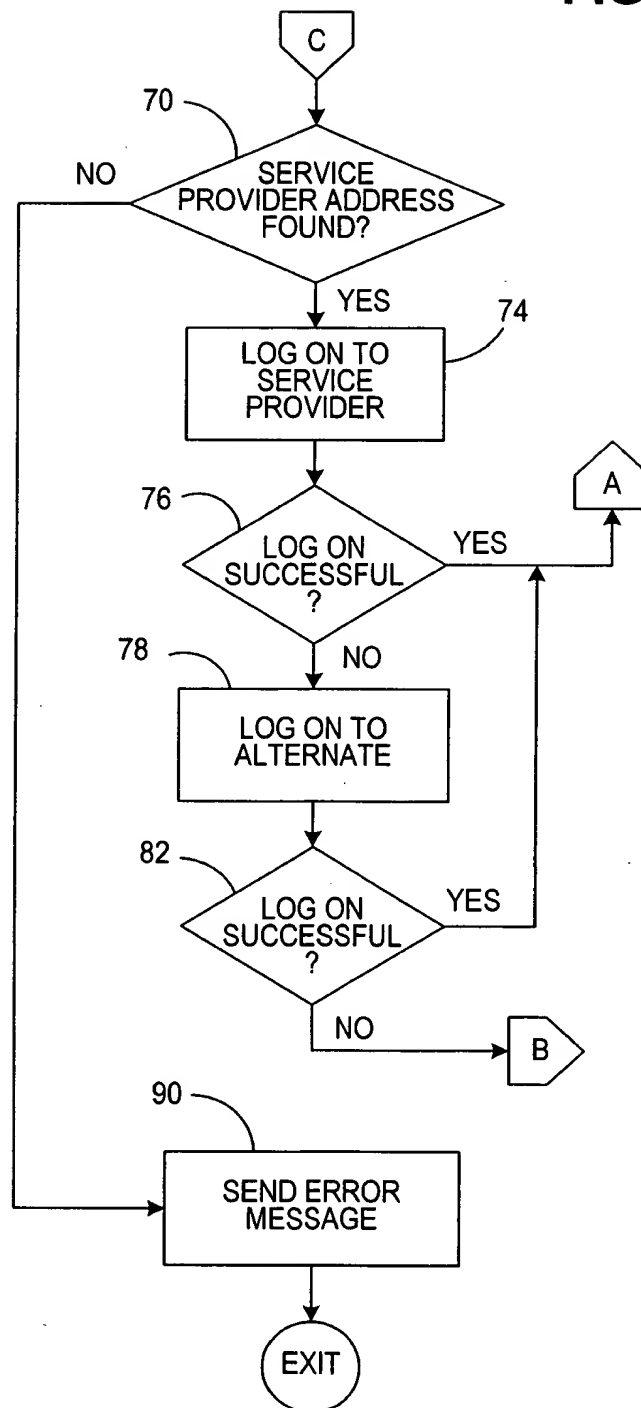 C
70
NO
SERVICE
PROVIDER ADDRESS
FOUND?
YES
74
LOG ON TO
SERVICE
PROVIDER
A
76
LOG ON
SUCCESSFUL
?
YES
NO
78
LOG ON TO
ALTERNATE
82
LOG ON
SUCCESSFUL
?
YES
NO
B
90
SEND ERROR
MESSAGE
EXIT